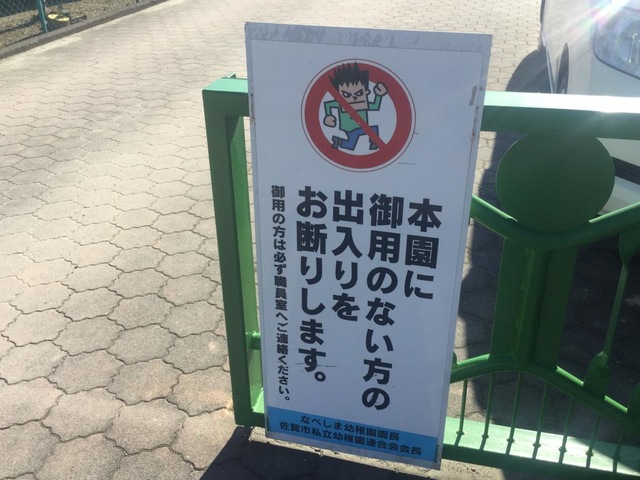 本園に
御用のない方の
出入りを
お断りします。
御用の方は必ず職員室へご連絡ください。
なべしま幼稚園園長
佐賀市私立幼稚園連合会会長